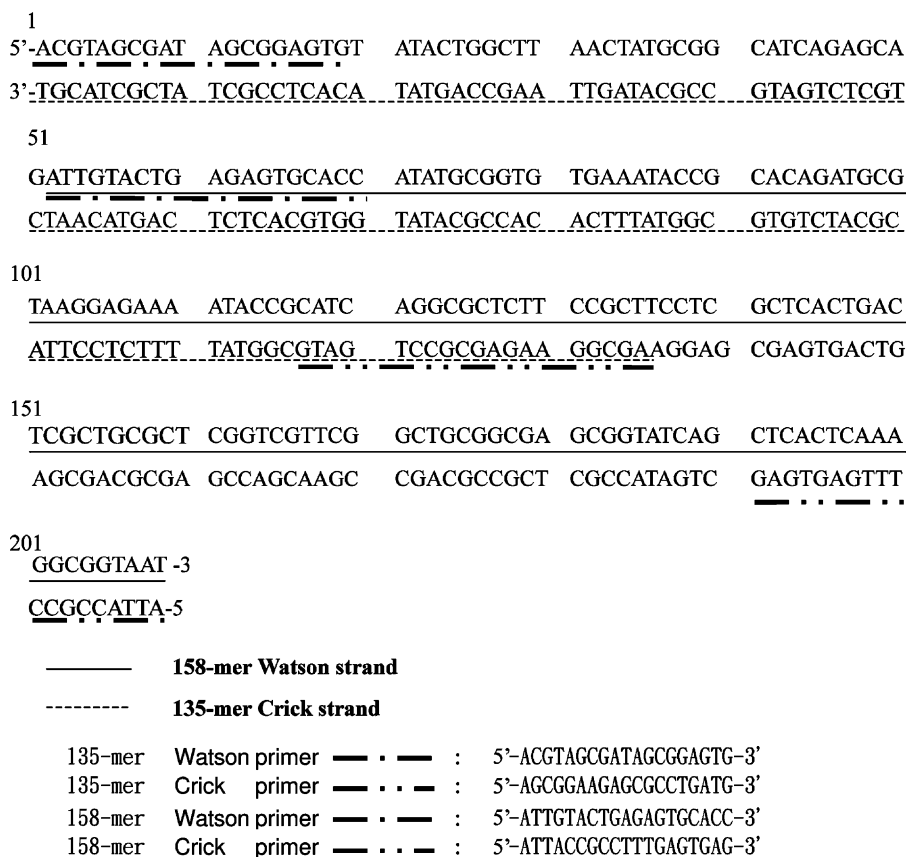 1
5'-ACGTAGCGAT AGCGGAGTGT ATACTGGCTT AACTATGCGG CATCAGAGCA
3'-TGCATCGCTA TCGCCTCACA TATGACCGAA TTGATACGCC GTAGTCTCGT
51
GATTGTACTG AGAGTGCACC ATATGCGGTG TGAAATACCG CACAGATGCG
CTAACATGAC TCTCACGTGG TATACGCCAC ACTTTATGGC GTGTCTACGC
101
TAAGGAGAAA ATACCGCATC AGGCGCTCTT CCGCTTCCTC GCTCACTGAC
ATTCCTCTTT TATGGCGTAG TCCGCGAGAA GGCGAAGGAG CGAGTGACTG
151
TCGCTGCGCT CGGTCGTTCG GCTGCGGCGA GCGGTATCAG CTCACTCAAA
AGCGACGCGA GCCAGCAAGC CGACGCCGCT CGCCATAGTC GAGTGAGTTT
201
GGCGGTAAT -3
CCGCCATTA-5
158-mer Watson strand
135-mer Crick strand
135-mer Watson primer : 5'-ACGTAGCGATAGCGGAGTG-3'
135-mer Crick primer : 5'-AGCGGAAGAGCGCCTGATG-3'
158-mer Watson primer : 5'-ATTGTACTGAGAGTGCACC-3'
158-mer Crick primer : 5'-ATTACCGCCTTTGAGTGAG-3'